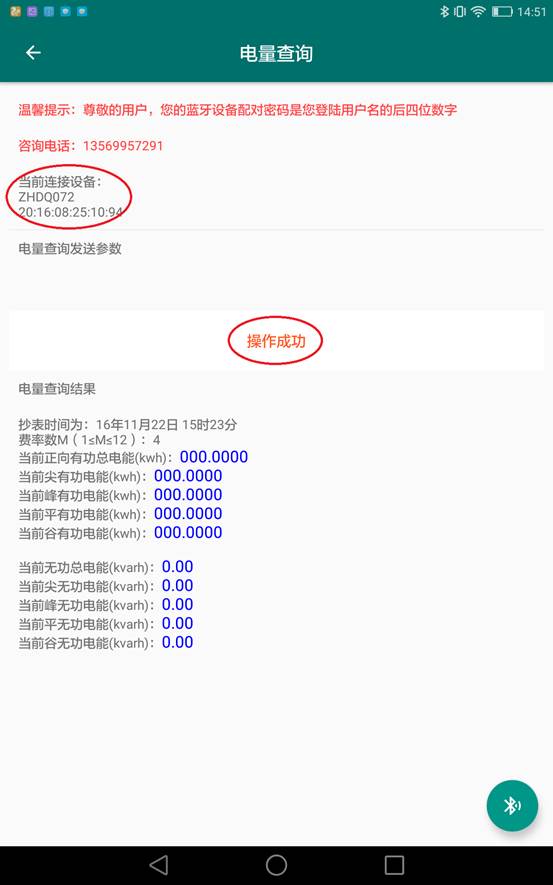 14:51
电量查询
温馨提示：尊敬的用户，您的蓝牙设备配对密码是您登陆用户名的后四位数字
咨询电话：13569957291
当前连接设备：
ZHDQ072
20:16:08:25:10:94
电量查询发送参数
操作成功
电量查询结果
抄表时间为：16年11月22日 15时23分
费率数M（1≤M≤12）：4
当前正向有功总电能(kwh)：000.0000
当前尖有功电能(kwh)：000.0000
当前峰有功电能(kwh)：000.0000
当前平有功电能(kwh)：000.0000
当前谷有功电能(kwh)：000.0000
当前无功总电能(kvarh)：0.00
当前尖无功电能(kvarh)：0.00
当前峰无功电能(kvarh)：0.00
当前平无功电能(kvarh)：0.00
当前谷无功电能(kvarh)：0.00